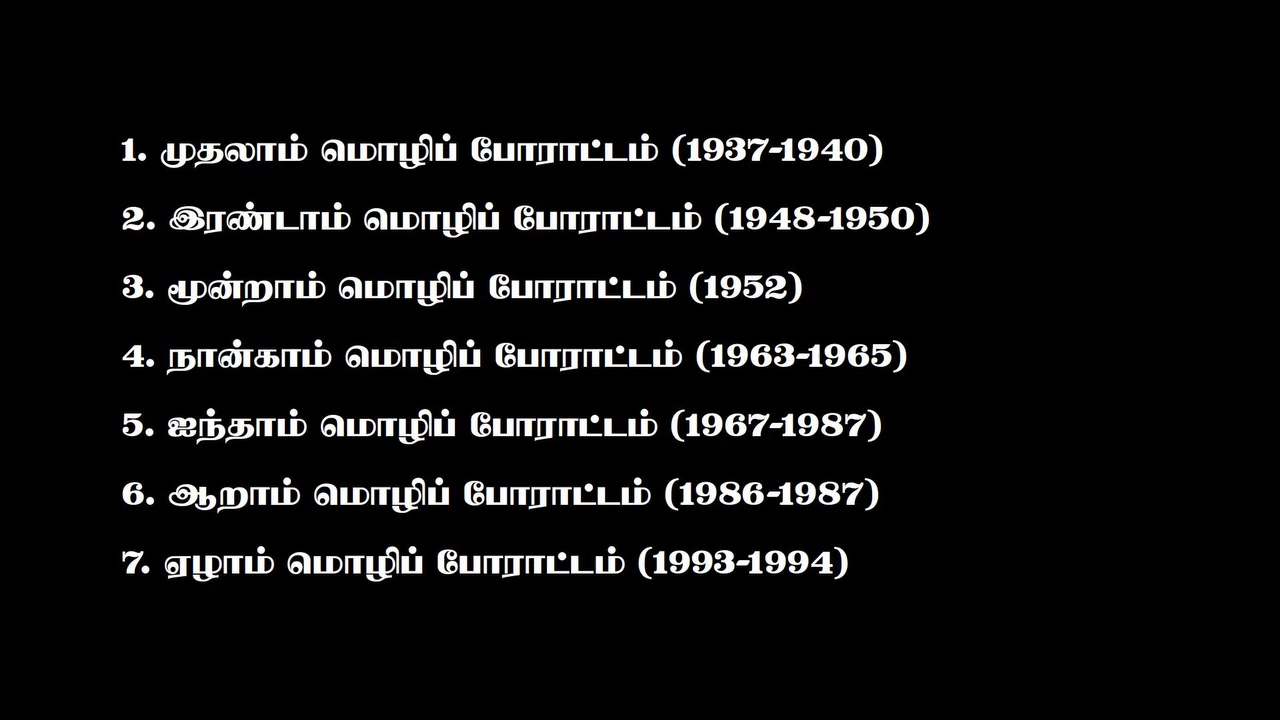 1. முதலாம் மொழிப் போராட்டம் (1937-1940)
2. இரண்டாம் மொழிப் போராட்டம் (1948-1950)
3. மூன்றாம் மொழிப் போராட்டம் (1952)
4. நான்காம் மொழிப் போராட்டம் (1963-1965)
5. ஐந்தாம் மொழிப் போராட்டம் (1967-1987)
6. ஆறாம் மொழிப் போராட்டம் (1986-1987)
7. ஏழாம் மொழிப் போராட்டம் (1993-1994)